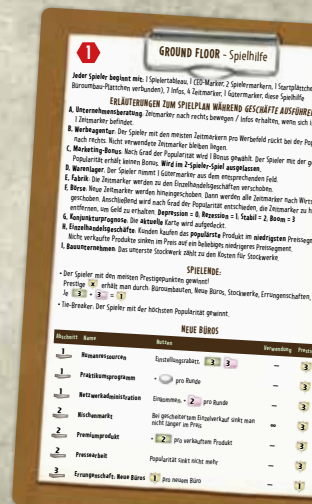 1
GROUND FLOOR - Spielhilfe
Jeder Spieler beginnt mit: 1 Spielertableau, 1 CEO-Marker, 2 Spielermarkern, 1 Startplättche
Büroumbau-Plättchen verbunden), 7 Infos, 4 Zeitmarker, 1 Gütermarker, diese Spielhilfe
ERLÄUTERUNGEN ZUM SPIELPLAN WÄHREND GESCHÄFTE AUSFÜHREN
A, Unternehmensberatung. Zeitmarker nach rechts bewegen / Infos erhalten, wenn sich
1 Zeitmarker befindet.
B, Werbeagentur. Der Spieler mit den meisten Zeitmarkern pro Werbefeld rückt bei der Pop
nach rechts. Nicht verwendete Zeitmarker bleiben liegen.
C, Marketing-Bonus. Nach Grad der Popularität wird 1 Bonus gewählt. Der Spieler mit der g
Popularität erhält keinen Bonus. Wird im 2-Spieler-Spiel ausgelassen.
D, Warenlager. Der Spieler nimmt 1 Gütermarker aus dem entsprechenden Feld.
E, Fabrik. Die Zeitmarker werden zu den Einzelhandelsgeschäften verschoben.
F, Börse. Neue Zeitmarker werden hineingeschoben. Dann werden alle Zeitmarker nach Wirts
geschoben. Anschließend wird nach Grad der Popularität entschieden, die Zeitmarker zu h
entfernen, um Geld zu erhalten. Depression = 0, Rezession = 1, Stabil = 2, Boom = 3
G, Konjunkturprognose. Die aktuelle Karte wird aufgedeckt.
H, Einzelhandelsgeschäfte. Kunden kaufen das populärste Produkt im niedrigsten Preisseg
Nicht verkaufte Produkte sinken im Preis auf ein beliebiges niedrigeres Preissegment.
I, Bauunternehmen. Das unterste Stockwerk zählt zu den Kosten für Stockwerke.
SPIELENDE:
• Der Spieler mit den meisten Prestigepunkten gewinnt!
Prestige X erhält man durch: Büroumbauten, Neue Büros, Stockwerke, Errungenschaften,
Je 3 + 3 = 1
• Tie-Breaker. Der Spieler mit der höchsten Popularität gewinnt.
NEUE BÜROS
Abschnitt Name Nutzen Verwendung Presti
1 Humanressourcen Einstellungsrabatt. 3 3 – 3
1 Praktikumsprogramm + pro Runde – 3
1 Netzwerkadministration Einkommen. + 2 pro Runde – 3
2 Nischenmarkt Bei gescheitertem Einzelverkauf sinkt man
nicht länger im Preis ∞ 3
2 Premiumprodukt + 2 pro verkauftem Produkt – 3
2 Pressearbeit Popularität sinkt nicht mehr – 3
3 Errungenschaft: Neue Büros 1 pro neuem Büro – 1